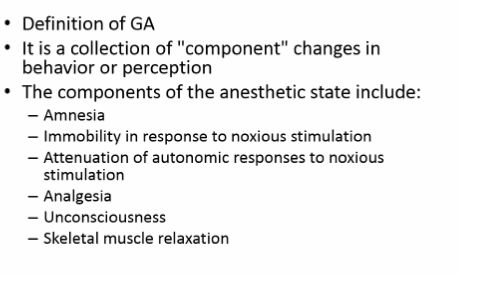 • Definition of GA
• It is a collection of "component" changes in
behavior or perception
• The components of the anesthetic state include:
– Amnesia
– Immobility in response to noxious stimulation
– Attenuation of autonomic responses to noxious
stimulation
– Analgesia
– Unconsciousness
– Skeletal muscle relaxation